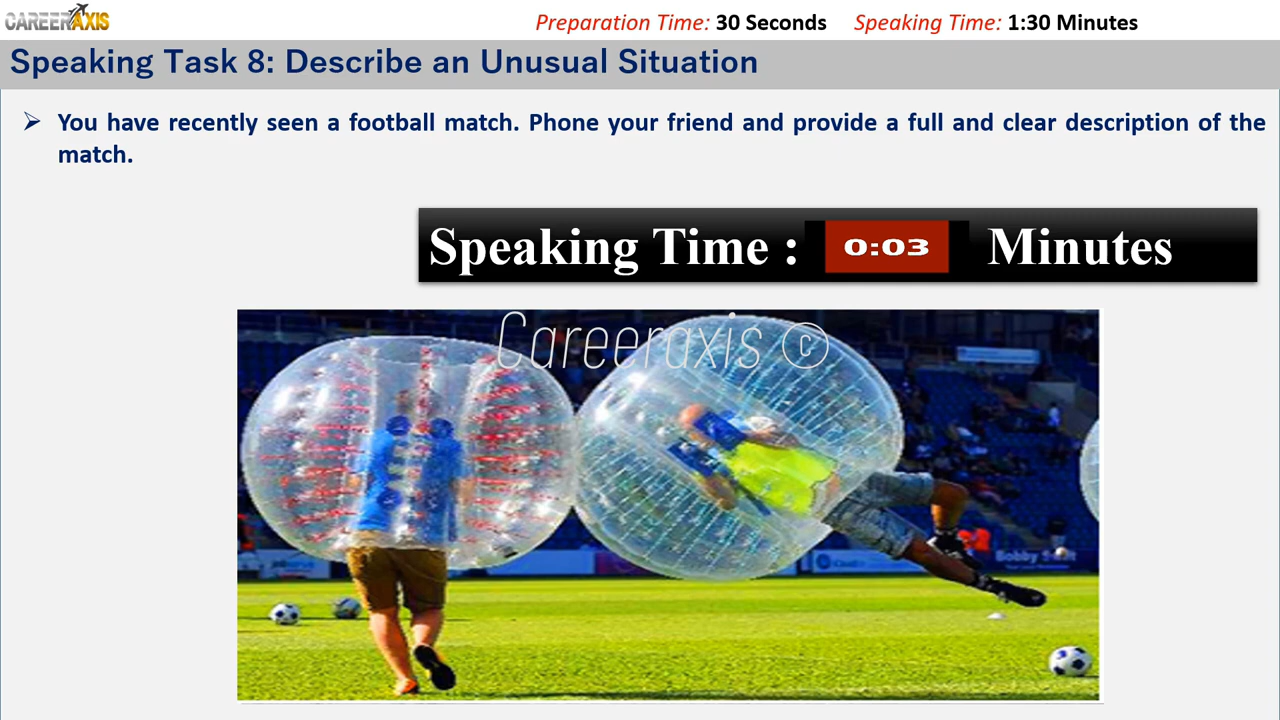 CAREERAXIS
Preparation Time: 30 Seconds Speaking Time: 1:30 Minutes
Speaking Task 8: Describe an Unusual Situation
You have recently seen a football match. Phone your friend and provide a full and clear description of the
match.
Speaking Time : 0:03 Minutes
Careeraxis ©
Bobby